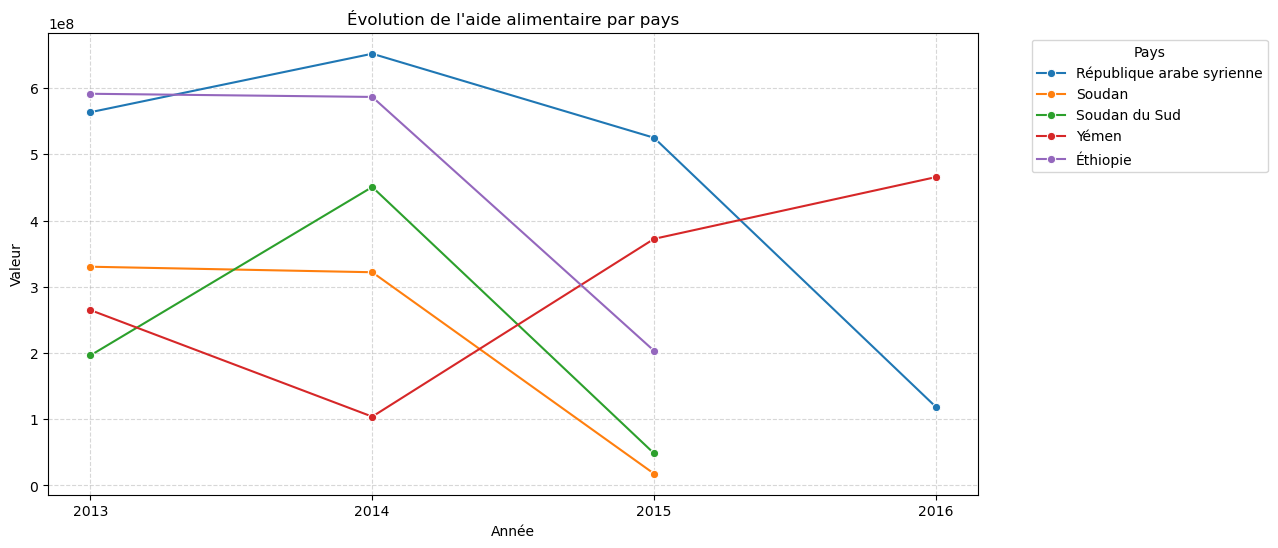 Évolution de l'aide alimentaire par pays
1e8
6
5
4
3
2
1
0
Valeur
2013
2014
2015
2016
Année
Pays
République arabe syrienne
Soudan
Soudan du Sud
Yémen
Éthiopie